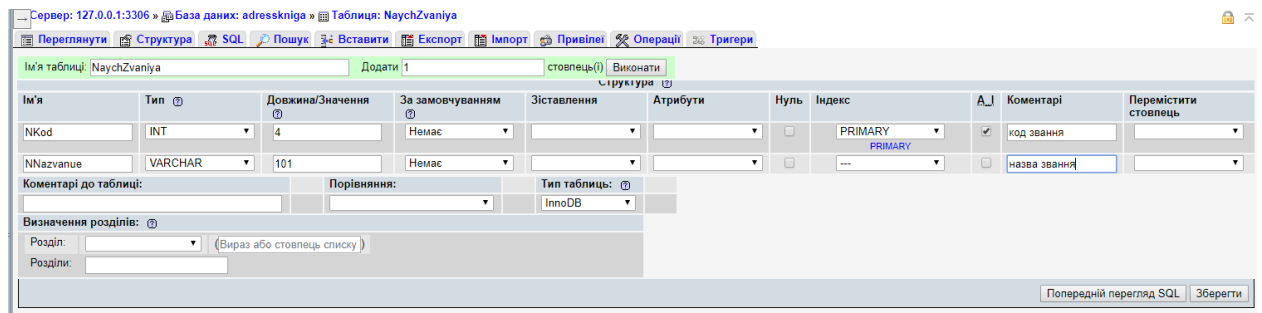 Сервер: 127.0.0.1:3306 » База даних: adresskniga » Таблиця: NaychZvaniya
Переглянути Структура SQL Пошук Вставити Експорт Імпорт Привілеї Операції Тригери
Ім'я таблиці: NaychZvaniya Додати 1 стовпець(і) Виконати
Структура
Ім'я Тип Довжина/Значення За замовчуванням Зіставлення Атрибути Нуль Індекс A_I Коментарі Перемістити стовпець
NKod INT 4 Немає PRIMARY код звання
PRIMARY
NNazvanue VARCHAR 101 Немає --- назва звання
Коментарі до таблиці: Порівняння: Тип таблиць:
InnoDB
Визначення розділів:
Розділ: (Вираз або стовпець списку)
Розділи:
Попередній перегляд SQL Зберегти